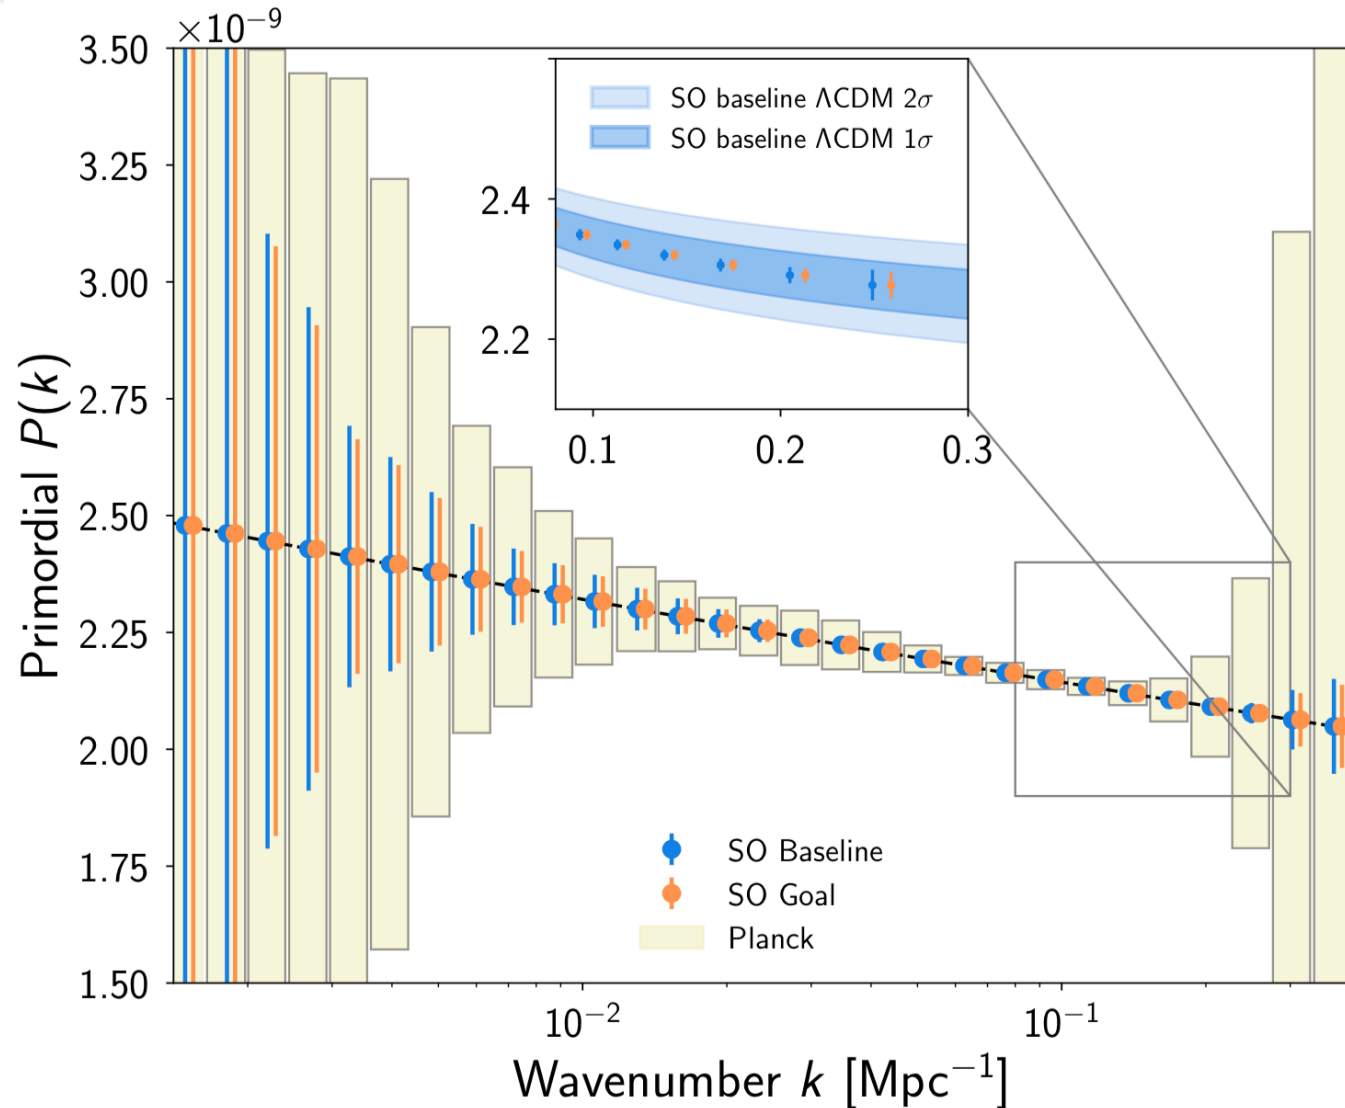 ×10⁻⁹
3.50
3.25
3.00
2.75
2.50
2.25
2.00
1.75
1.50
Primordial P(k)
SO baseline ΛCDM 2σ
SO baseline ΛCDM 1σ
2.4
2.2
0.1 0.2 0.3
SO Baseline
SO Goal
Planck
10⁻² 10⁻¹
Wavenumber k [Mpc⁻¹]